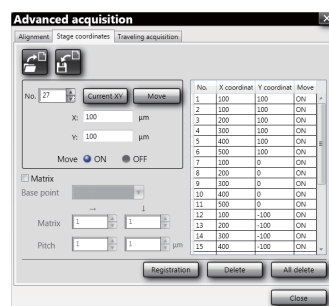 Advanced acquisition
Alignment Stage coordinates Traveling acquisition
No. 27 Current XY Move
X: 100 µm
Y: 100 µm
Move ON OFF
Matrix
Base point
→ ↓
Matrix 1 1
Pitch 1 1 µm
No. X coordinat Y coordinat Move
1 100 100 ON
2 100 100 ON
3 200 100 ON
4 300 100 ON
5 400 100 ON
6 500 100 ON
7 100 0 ON
8 200 0 ON
9 300 0 ON
10 400 0 ON
11 500 0 ON
12 100 -100 ON
13 200 -100 ON
14 300 -100 ON
15 400 -100 ON
Registration Delete All delete
Close